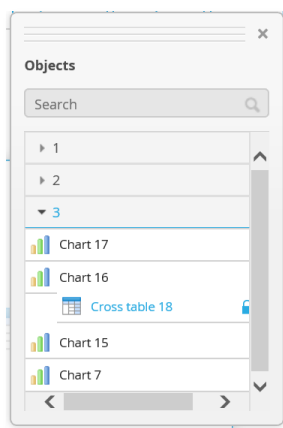 Objects
Search
1
2
3
Chart 17
Chart 16
Cross table 18
Chart 15
Chart 7